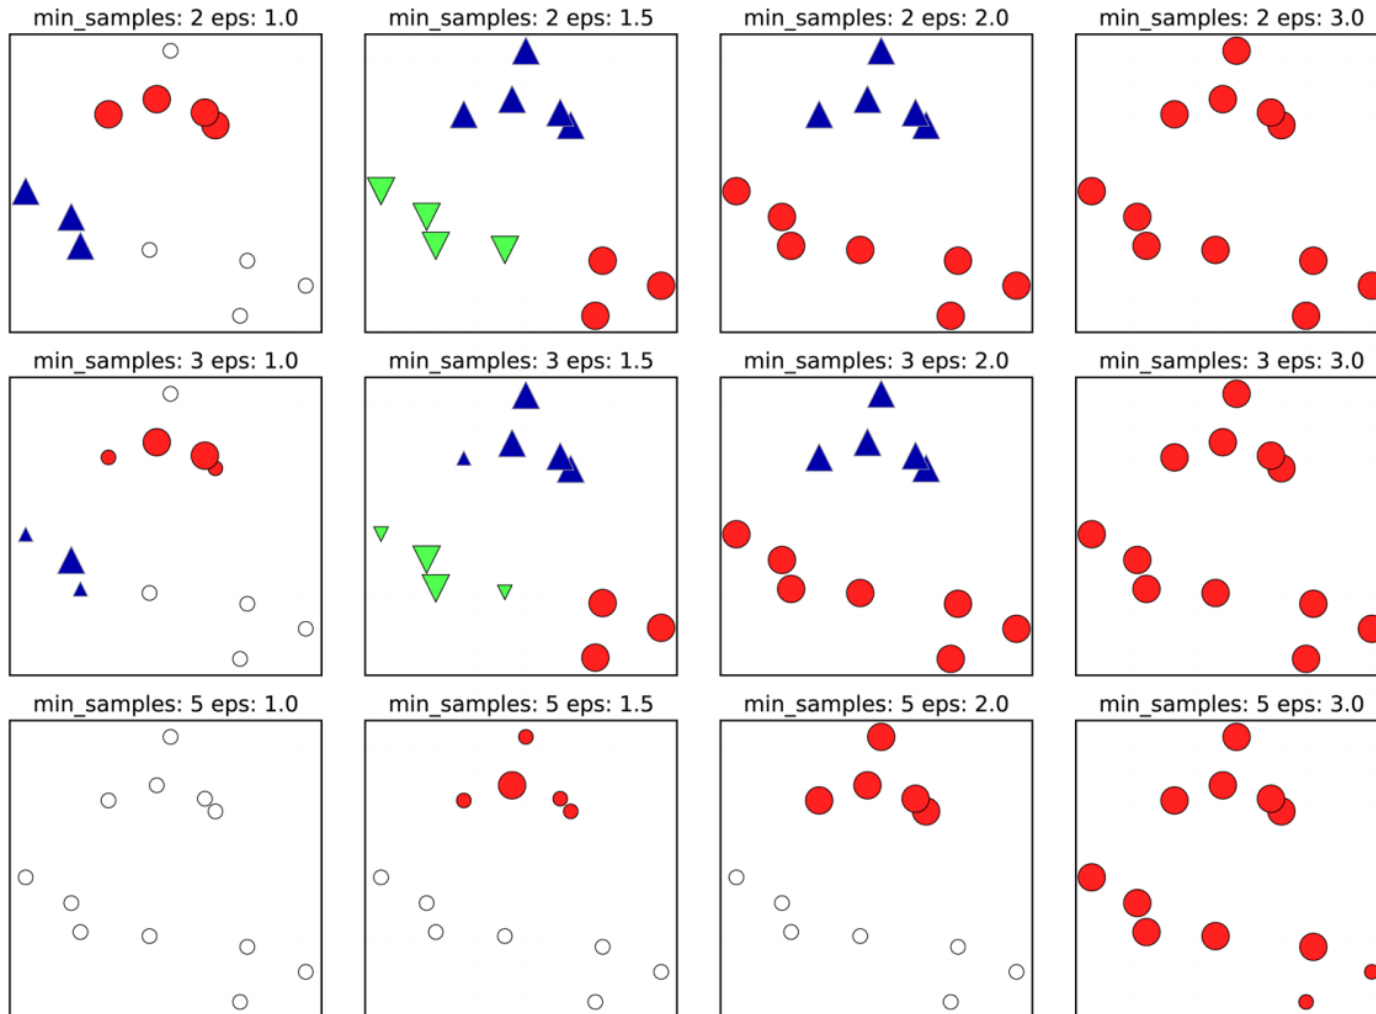 min_samples: 2 eps: 1.0
min_samples: 2 eps: 1.5
min_samples: 2 eps: 2.0
min_samples: 2 eps: 3.0
min_samples: 3 eps: 1.0
min_samples: 3 eps: 1.5
min_samples: 3 eps: 2.0
min_samples: 3 eps: 3.0
min_samples: 5 eps: 1.0
min_samples: 5 eps: 1.5
min_samples: 5 eps: 2.0
min_samples: 5 eps: 3.0